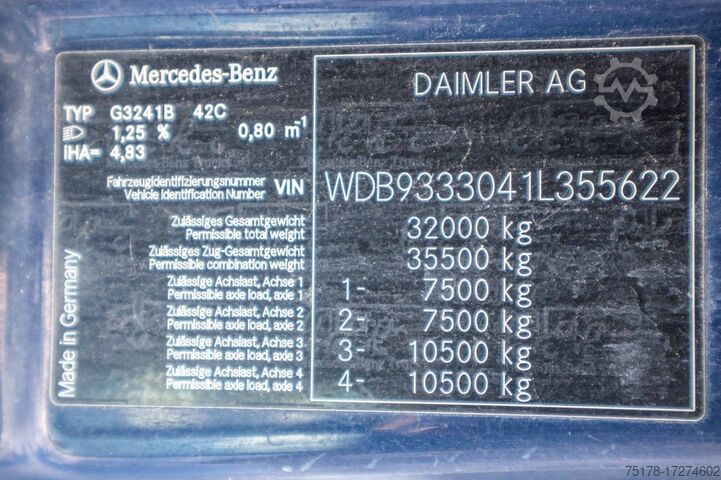 Mercedes-Benz
DAIMLER AG
TYP G3241B 42C
1,25 % 0,80 m⁻¹
iHA= 4,83
Fahrzeugidentifizierungsnummer
Vehicle Identification Number
VIN WDB9333041L355622
Zulässiges Gesamtgewicht
Permissible total weight
32000 kg
Zulässiges Zug-Gesamtgewicht
Permissible combination weight
35500 kg
Zulässige Achslast, Achse 1
Permissible axle load, axle 1
1- 7500 kg
Zulässige Achslast, Achse 2
Permissible axle load, axle 2
2- 7500 kg
Zulässige Achslast, Achse 3
Permissible axle load, axle 3
3- 10500 kg
Zulässige Achslast, Achse 4
Permissible axle load, axle 4
4- 10500 kg
Made in Germany
75178-17274602